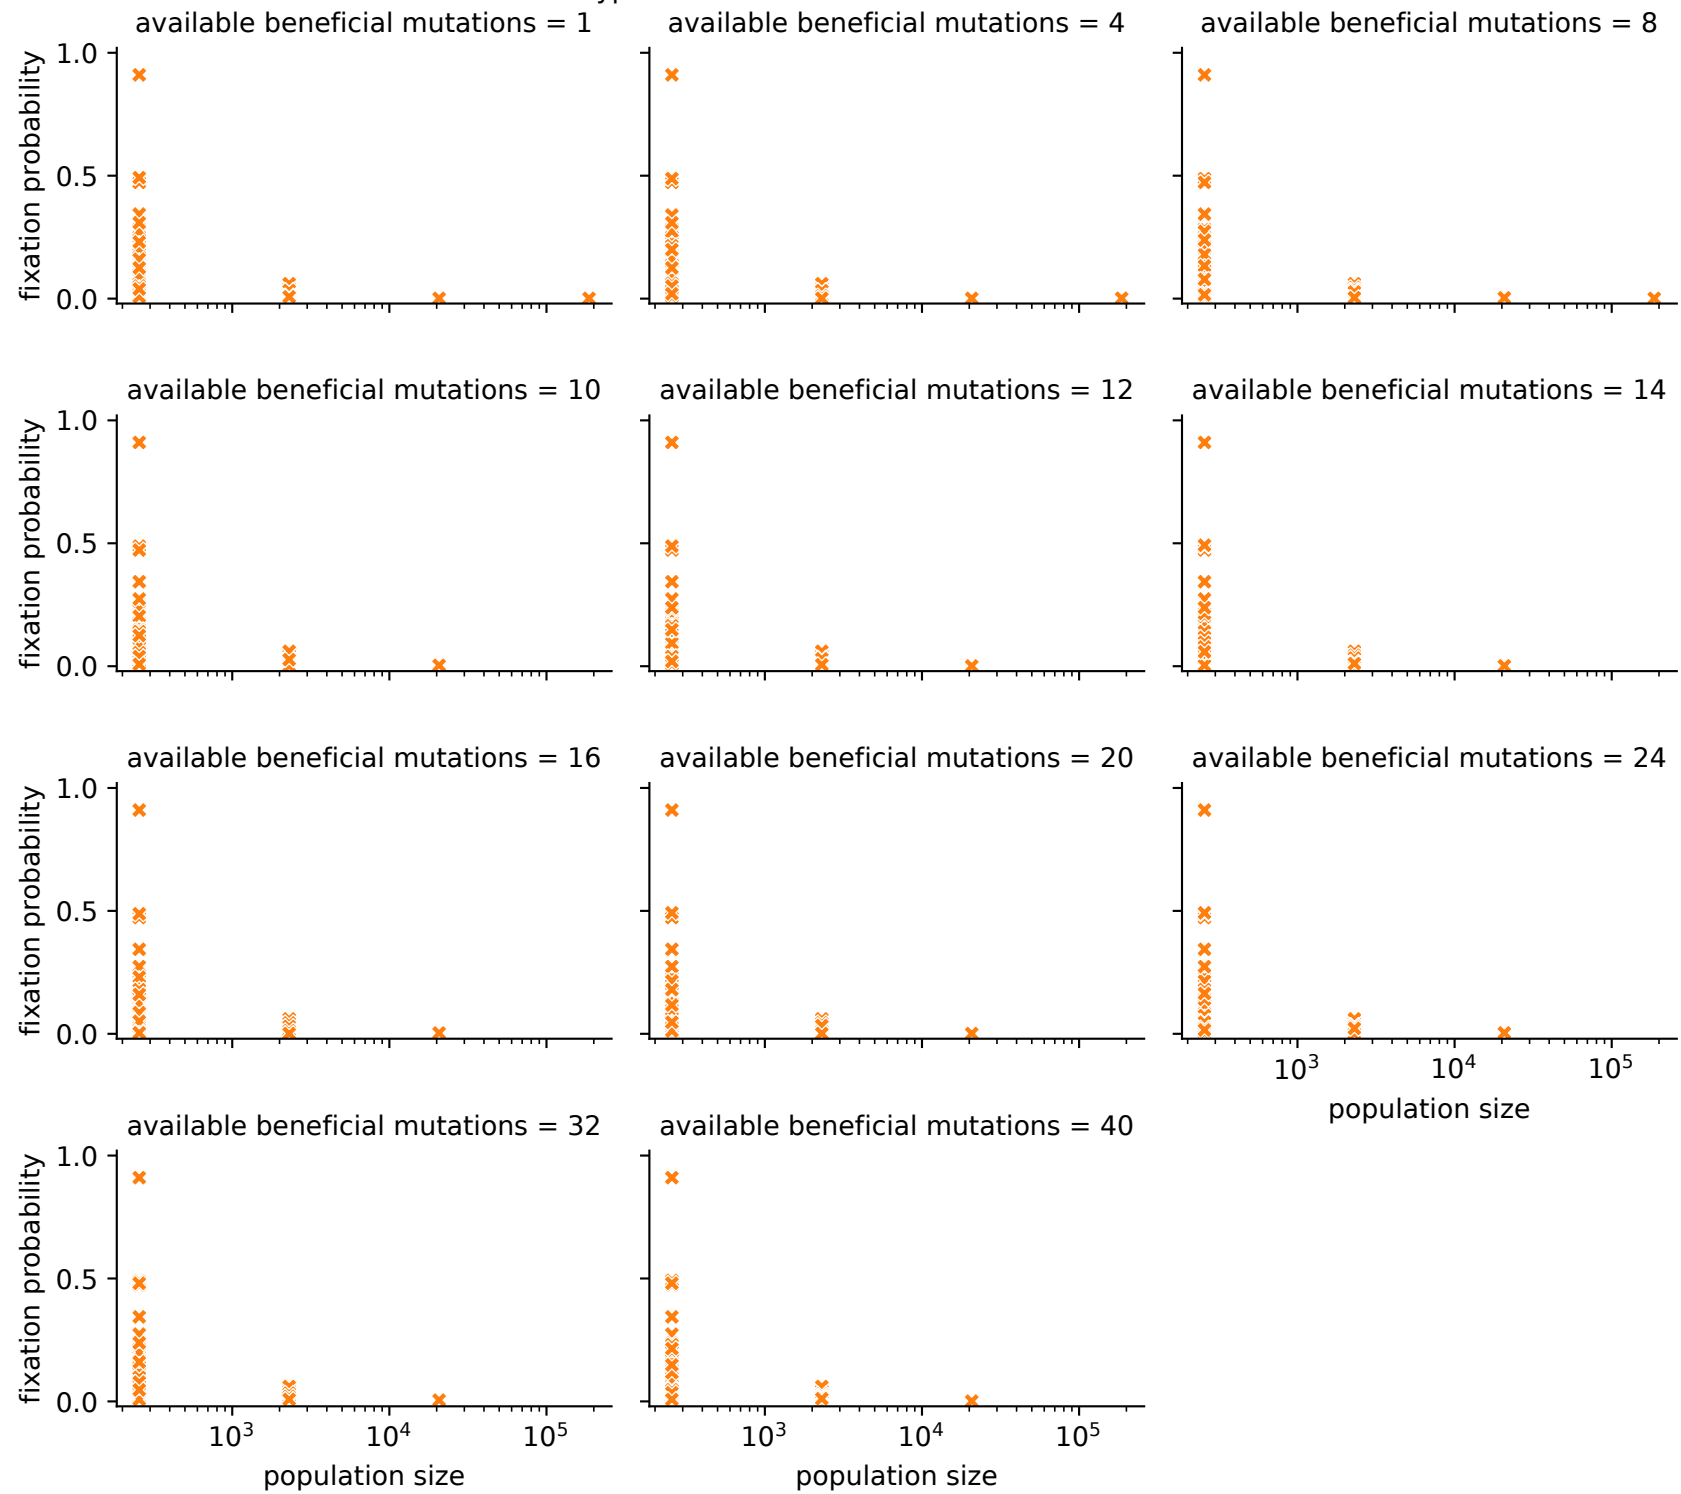 available beneficial mutations = 1
available beneficial mutations = 4
available beneficial mutations = 8
fixation probability
1.0
0.5
0.0
available beneficial mutations = 10
available beneficial mutations = 12
available beneficial mutations = 14
fixation probability
1.0
0.5
0.0
available beneficial mutations = 16
available beneficial mutations = 20
available beneficial mutations = 24
fixation probability
1.0
0.5
0.0
10³ 10⁴ 10⁵
population size
available beneficial mutations = 32
available beneficial mutations = 40
fixation probability
1.0
0.5
0.0
10³ 10⁴ 10⁵
population size
10³ 10⁴ 10⁵
population size